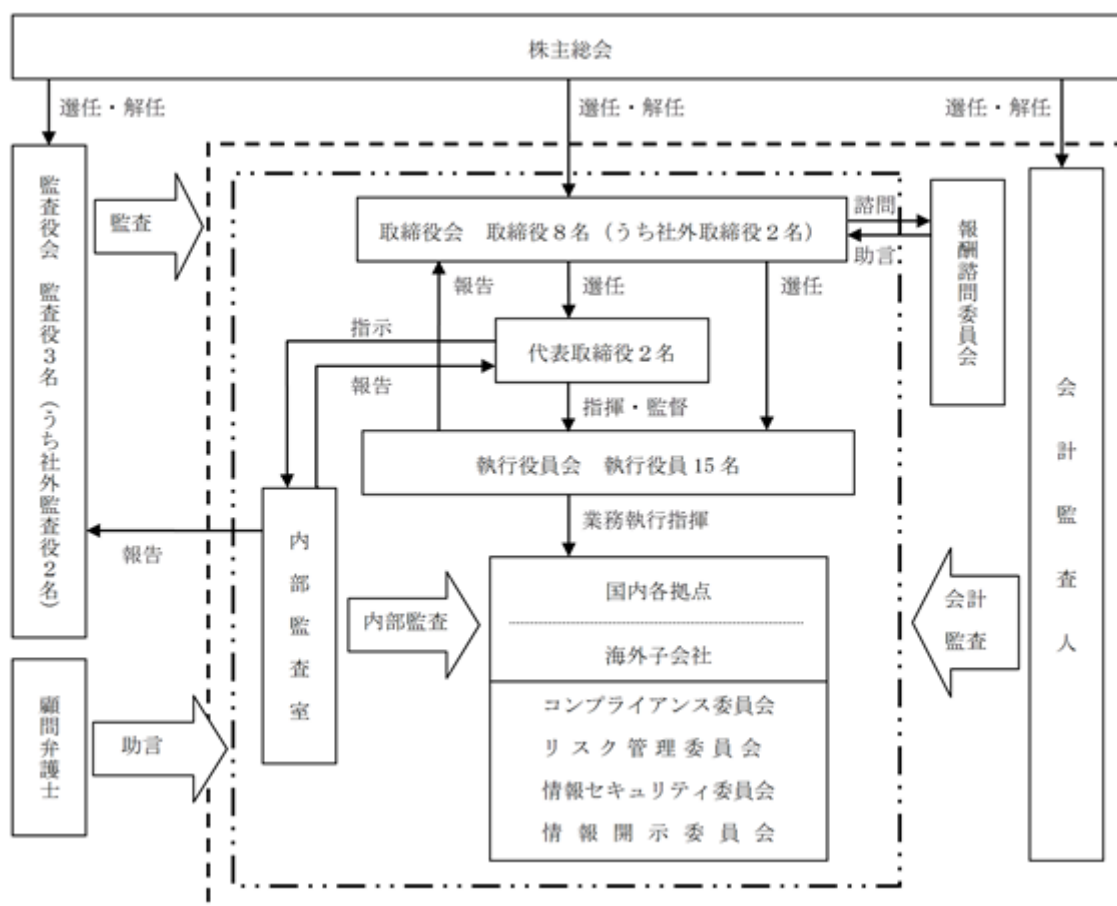 株主総会
選任・解任
選任・解任
選任・解任
監査役会 監査役3名（うち社外監査役2名）
監査
取締役会 取締役8名（うち社外取締役2名）
諮問
助言
報酬諮問委員会
会計監査人
報告
選任
選任
指示
代表取締役2名
報告
指揮・監督
執行役員会 執行役員15名
報告
内部監査室
業務執行指揮
内部監査
国内各拠点
海外子会社
会計
監査
コンプライアンス委員会
リスク管理委員会
情報セキュリティ委員会
情報開示委員会
顧問弁護士
助言